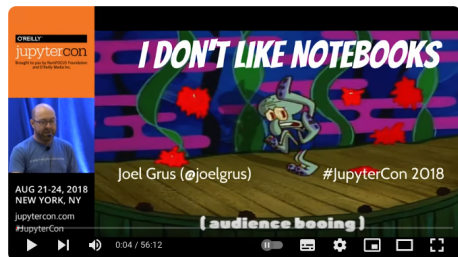 O'REILLY
jupytercon
Brought to you by NumFOCUS Foundation
and O'Reilly Media Inc.
I DON'T LIKE NOTEBOOKS
Joel Grus (@joelgrus)
#JupyterCon 2018
AUG 21-24, 2018
NEW YORK, NY
jupytercon.com
#JupyterCon
(audience booing)
0:04 / 56:12